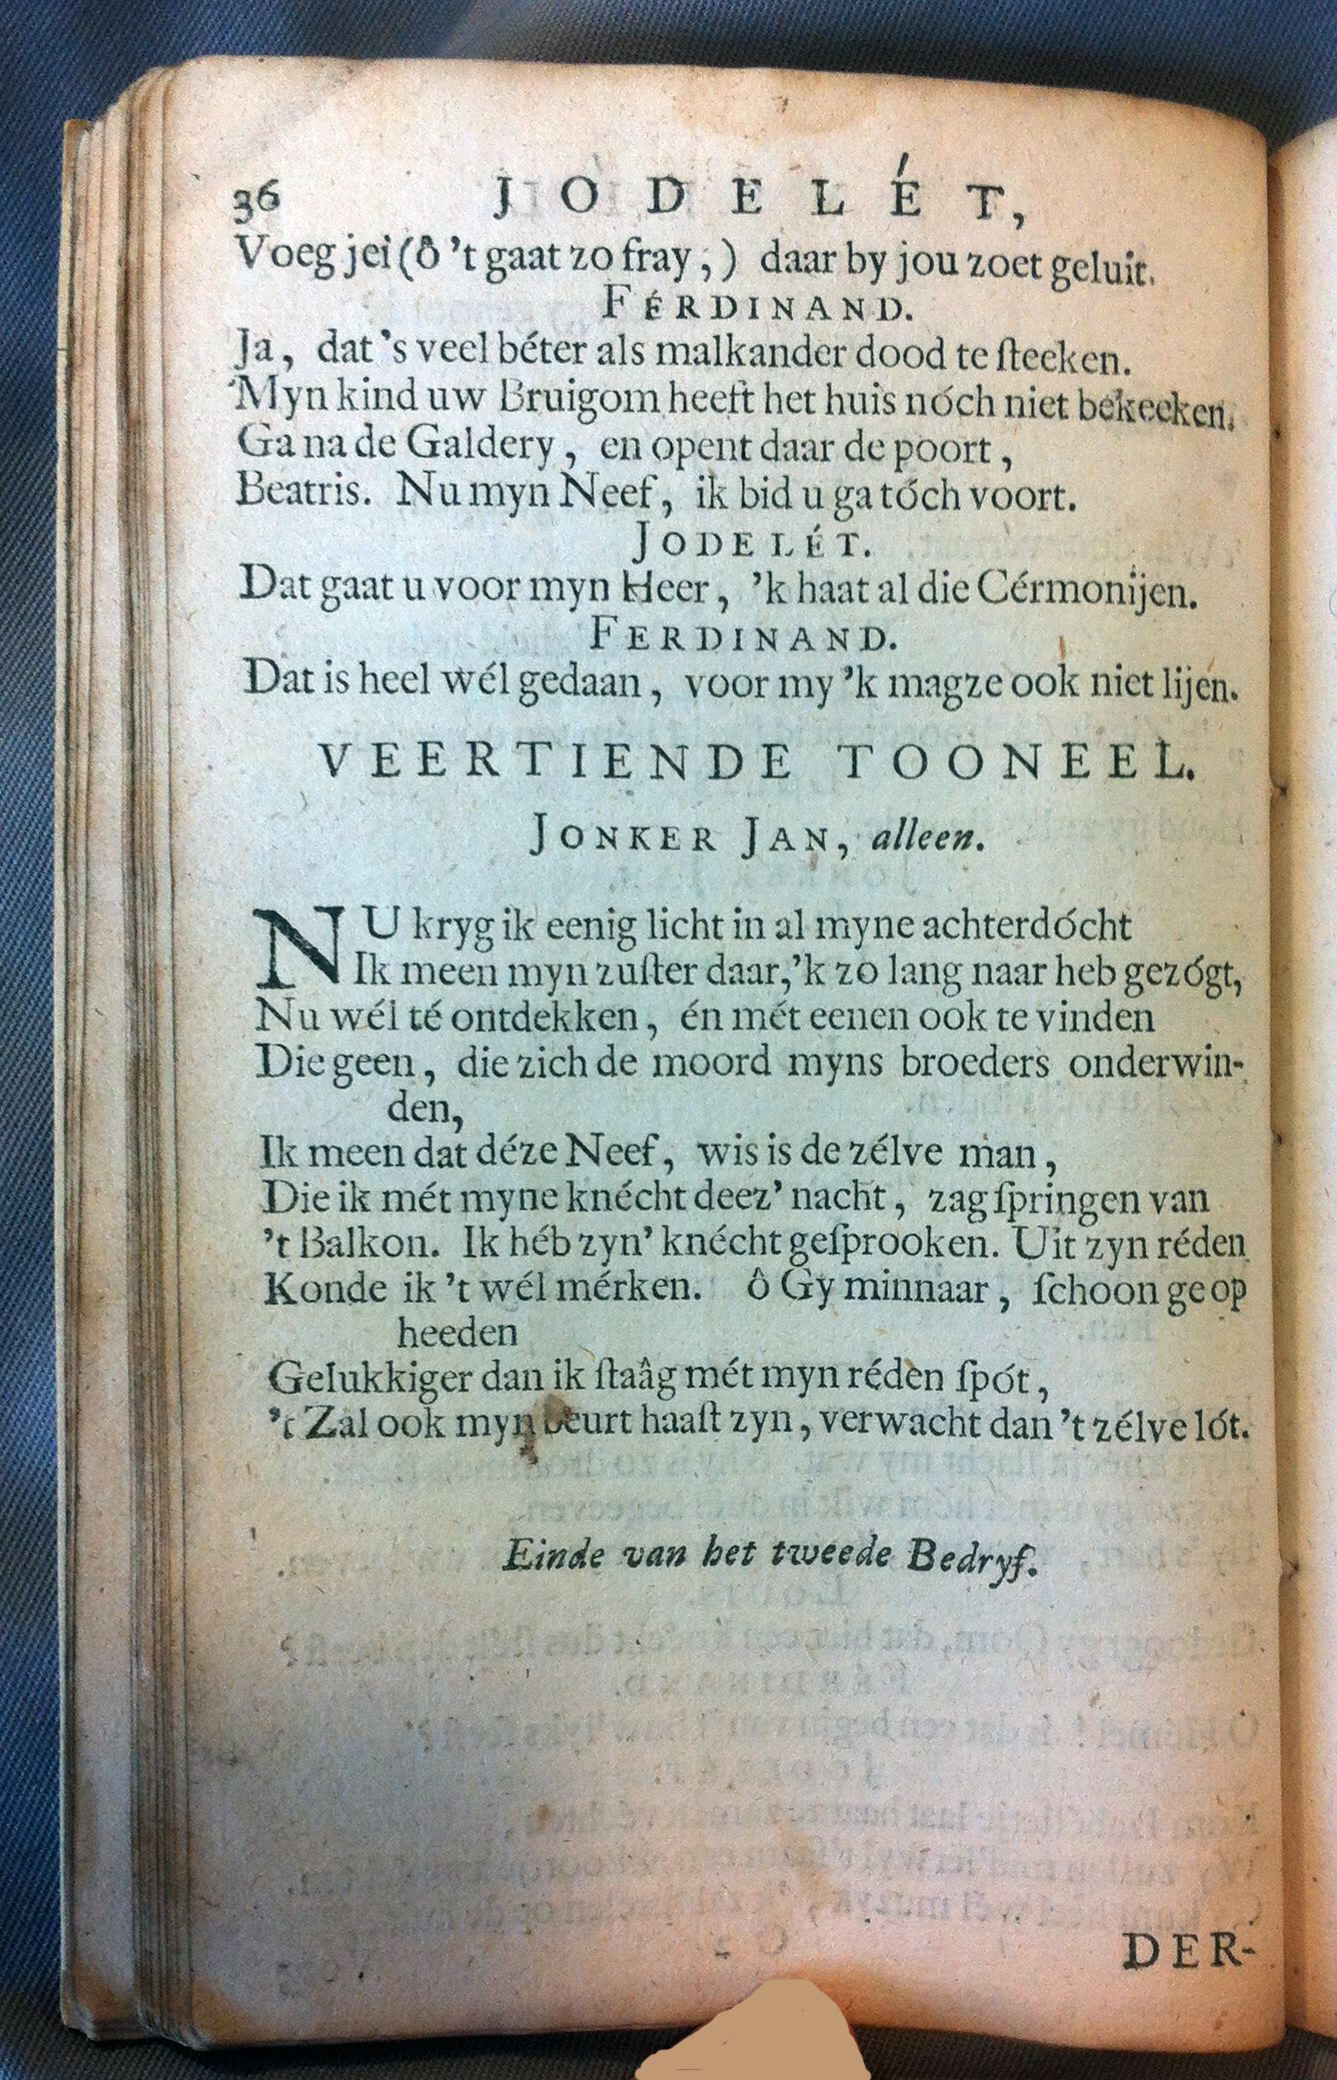 36 JODELÉT,
Voeg jei (ô 't gaat zo fray,) daar by jou zoet geluit.
FÉRDINAND.
Ja, dat 's veel béter als malkander dood te ſteeken.
Myn kind uw Bruigom heeft het huis nóch niet bekeeken.
Ga na de Galdery, en opent daar de poort,
Beatris. Nu myn Neef, ik bid u ga tóch voort.
JODELÉT.
Dat gaat u voor myn Heer, 'k haat al die Cérmonijen.
FERDINAND.
Dat is heel wél gedaan, voor my 'k mag ze ook niet lijen.
VEERTIENDE TOONEEL.
JONKER JAN, alleen.
NU kryg ik eenig licht in al myne achterdócht
Ik meen myn zuſter daar,'k zo lang naar heb gezógt,
Nu wél té ontdekken, én mét eenen ook te vinden
Die geen, die zich de moord myns broeders onderwin-
den,
Ik meen dat déze Neef, wis is de zélve man,
Die ik mét myne knécht deez' nacht, zag ſpringen van
't Balkon. Ik héb zyn' knécht geſprooken. Uit zyn réden
Konde ik 't wél mérken. ô Gy minnaar, ſchoon ge op
heeden
Gelukkiger dan ik ſtaâg mét myn réden ſpót,
't Zal ook myn beurt haaſt zyn, verwacht dan 't zélve lót.
Einde van het tweede Bedryf.
DER-